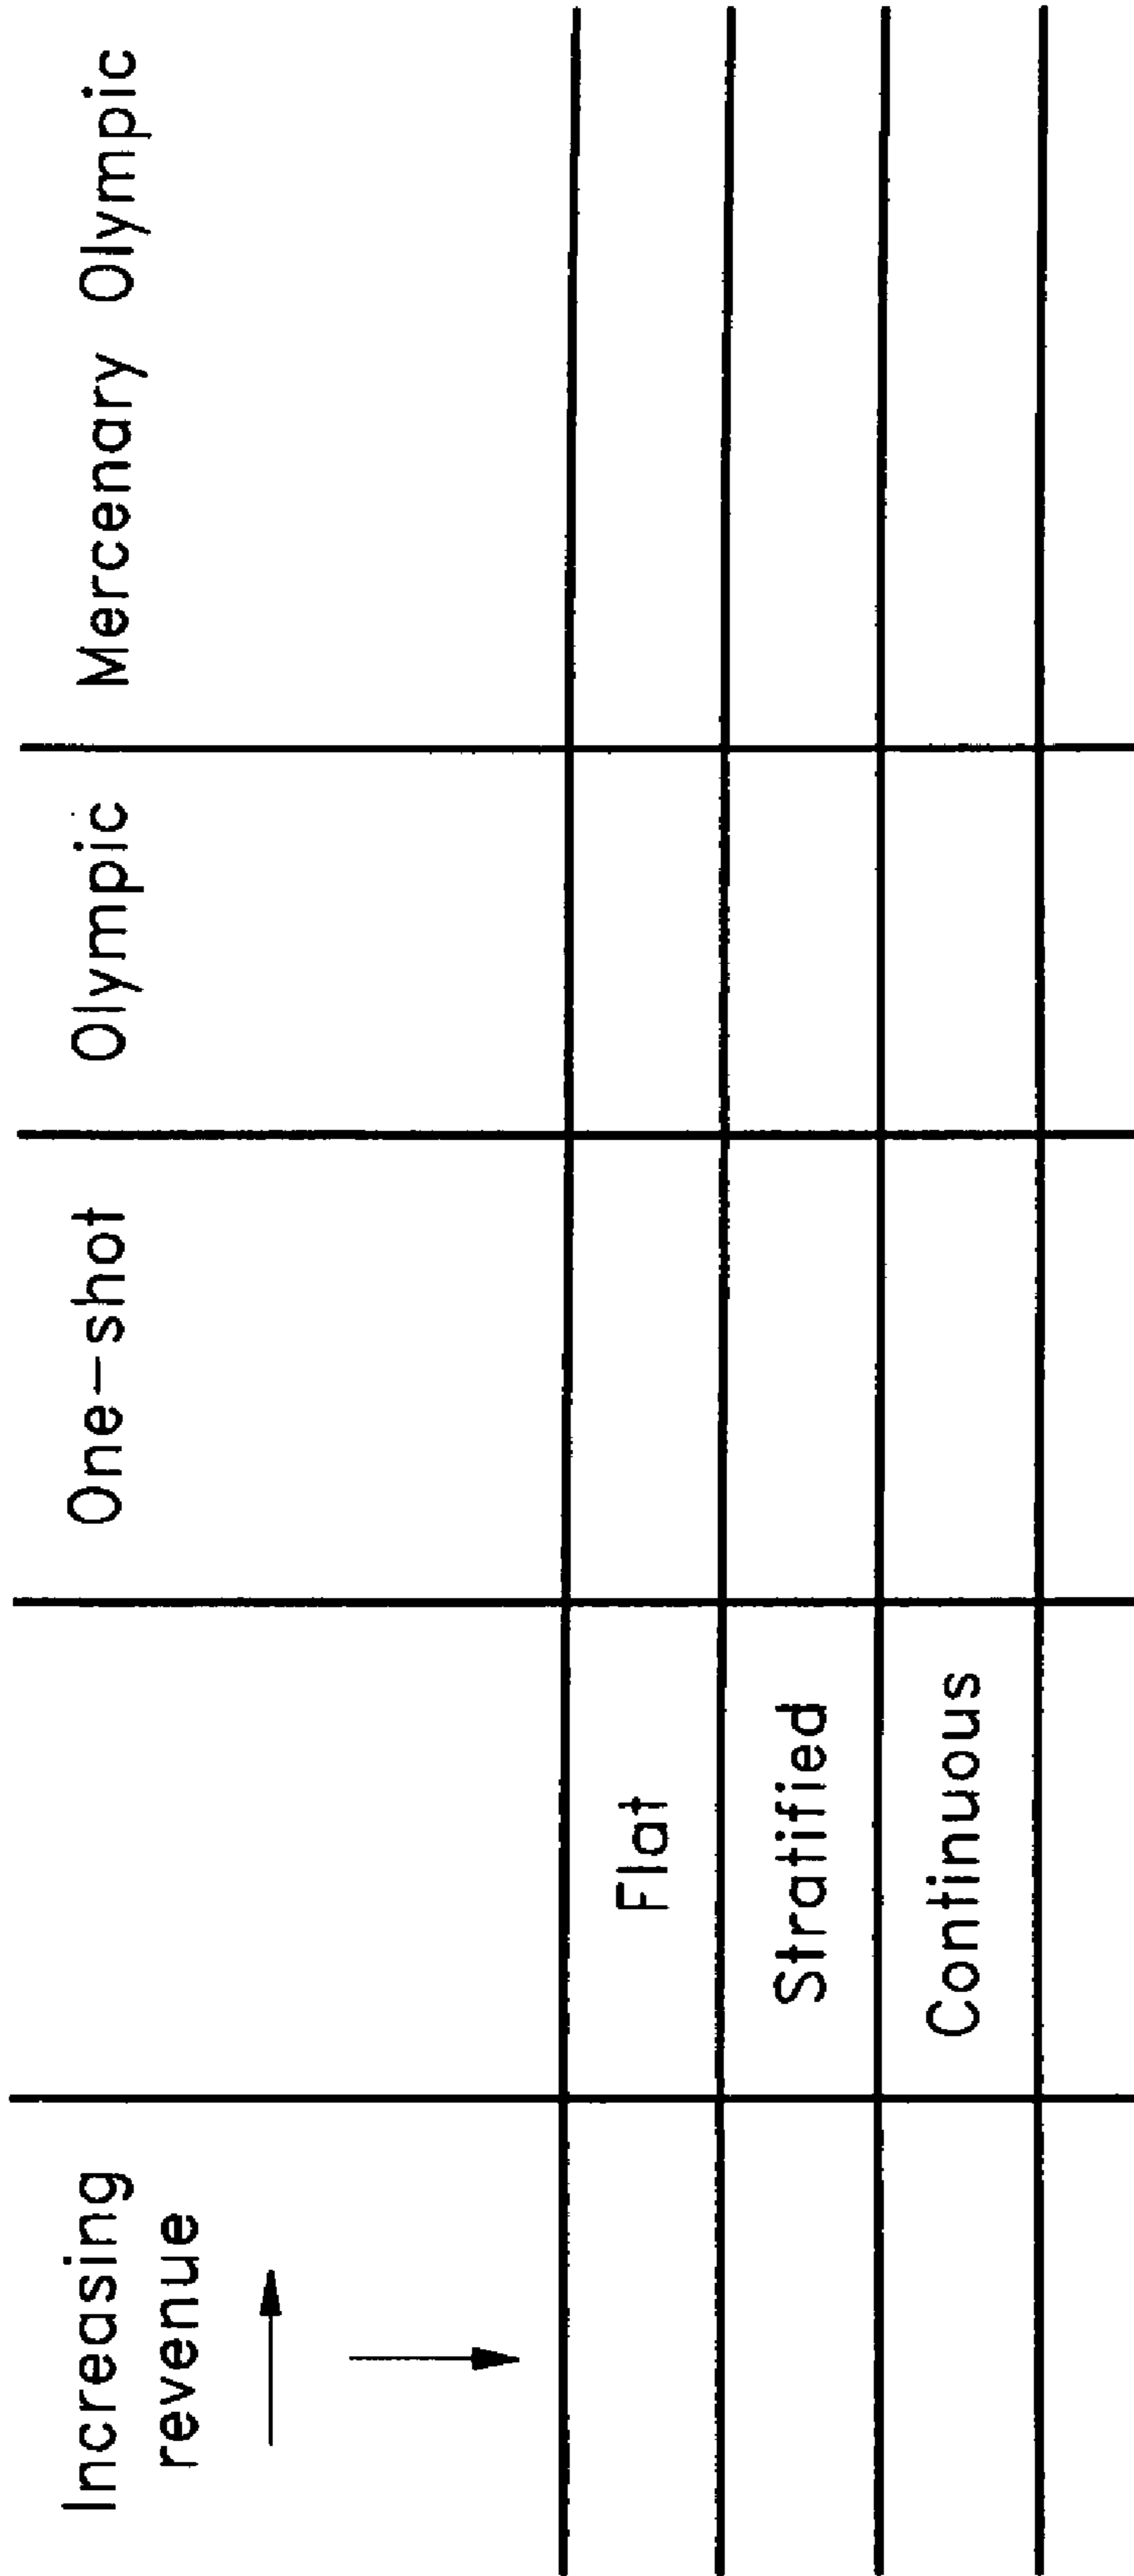 Increasing
revenue
One-shot
Olympic
Mercenary Olympic
Flat
Stratified
Continuous